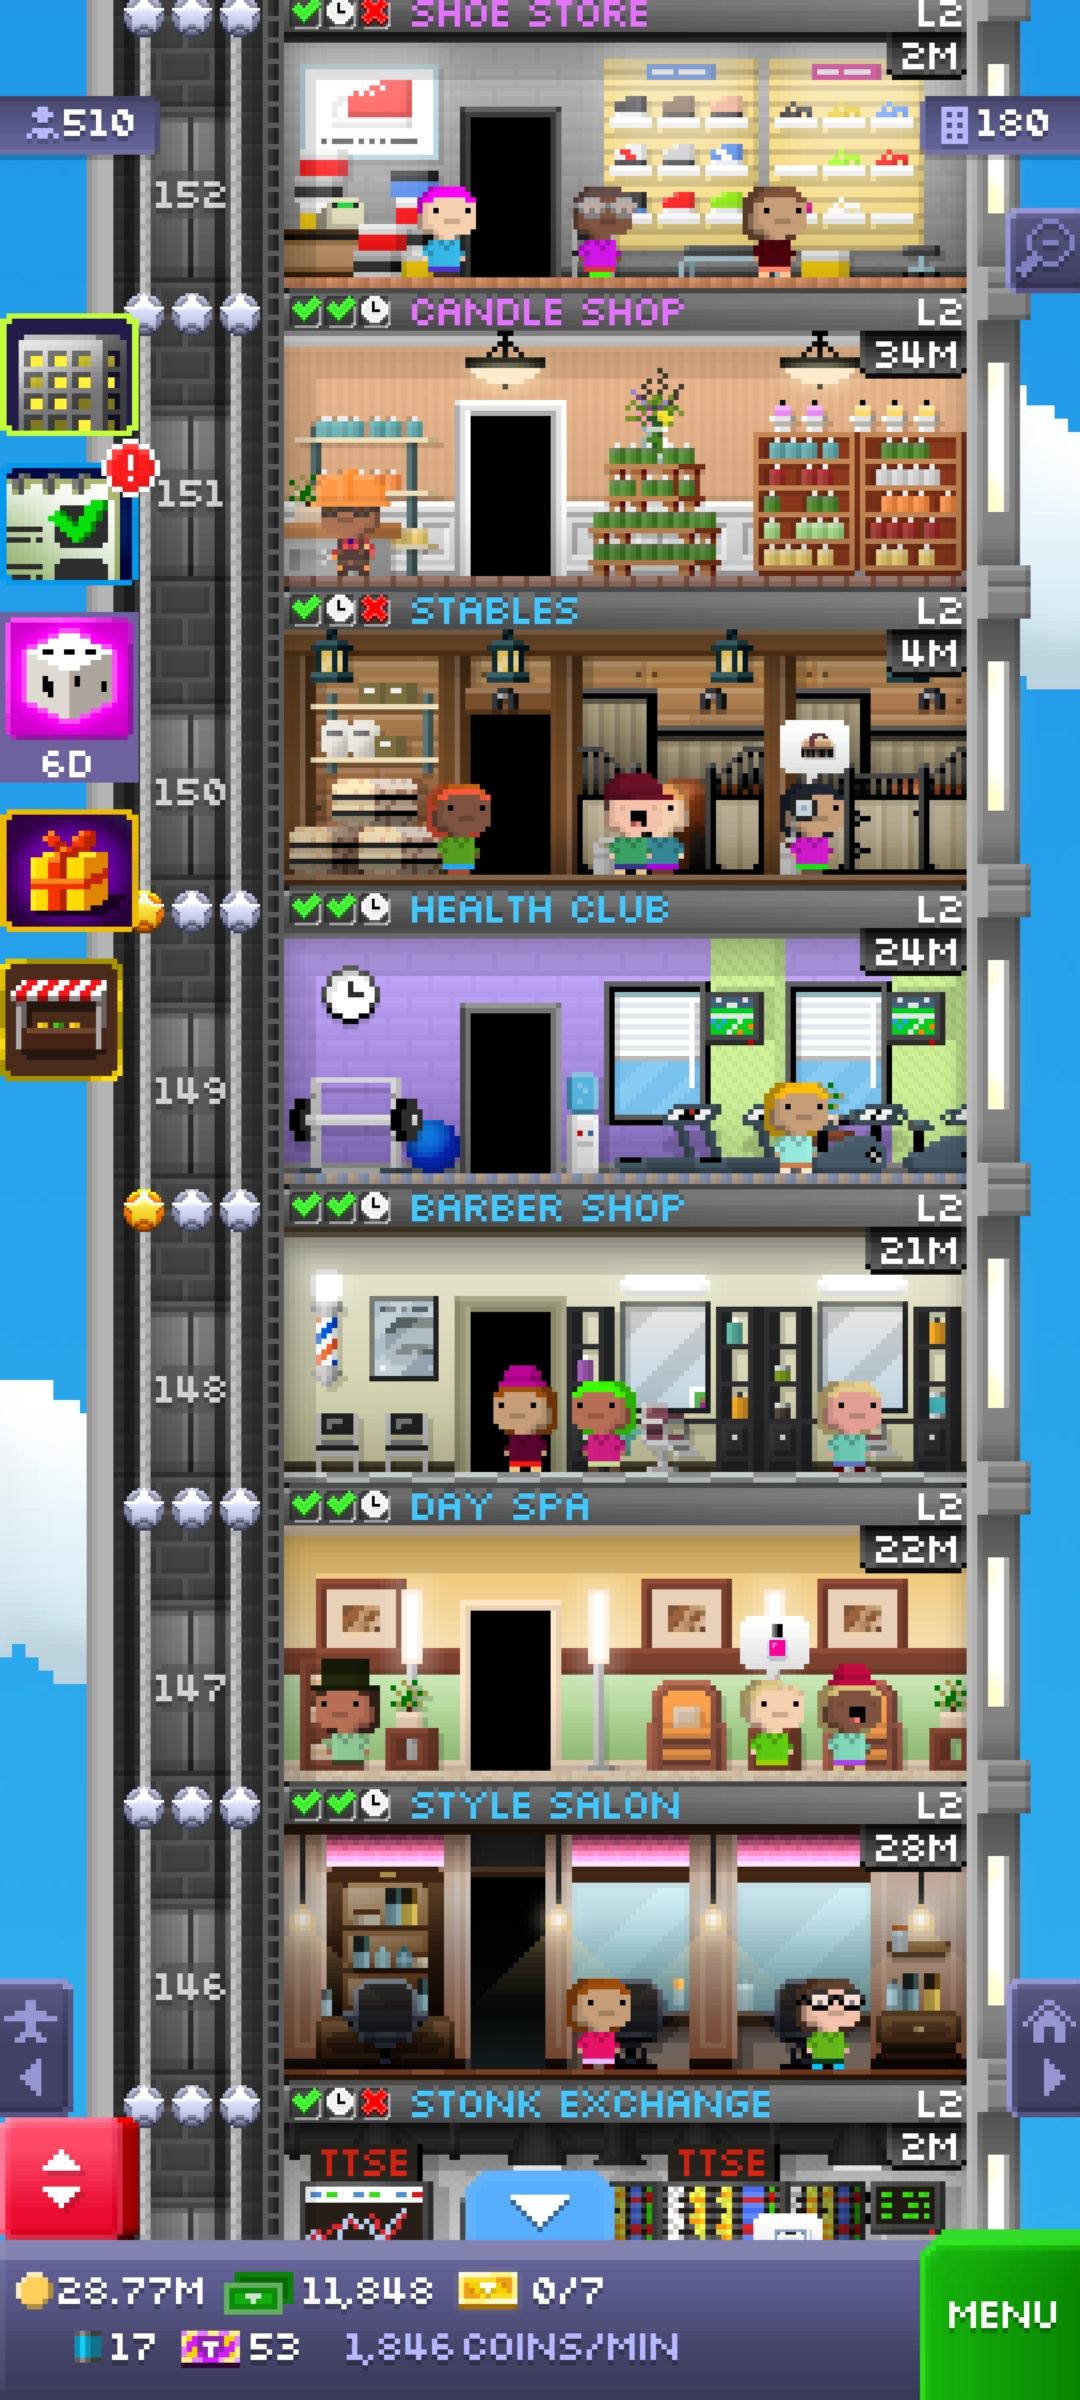 SHOE STORE L2
2M
510
180
152
CANDLE SHOP L2
34M
151
STABLES L2
4M
6D
150
HEALTH CLUB L2
24M
149
BARBER SHOP L2
21M
148
DAY SPA L2
22M
147
STYLE SALON L2
28M
146
STONK EXCHANGE L2
2M
TTSE TTSE
28.77M 11,848 0/7
MENU
17 53 1,846 COINS/MIN